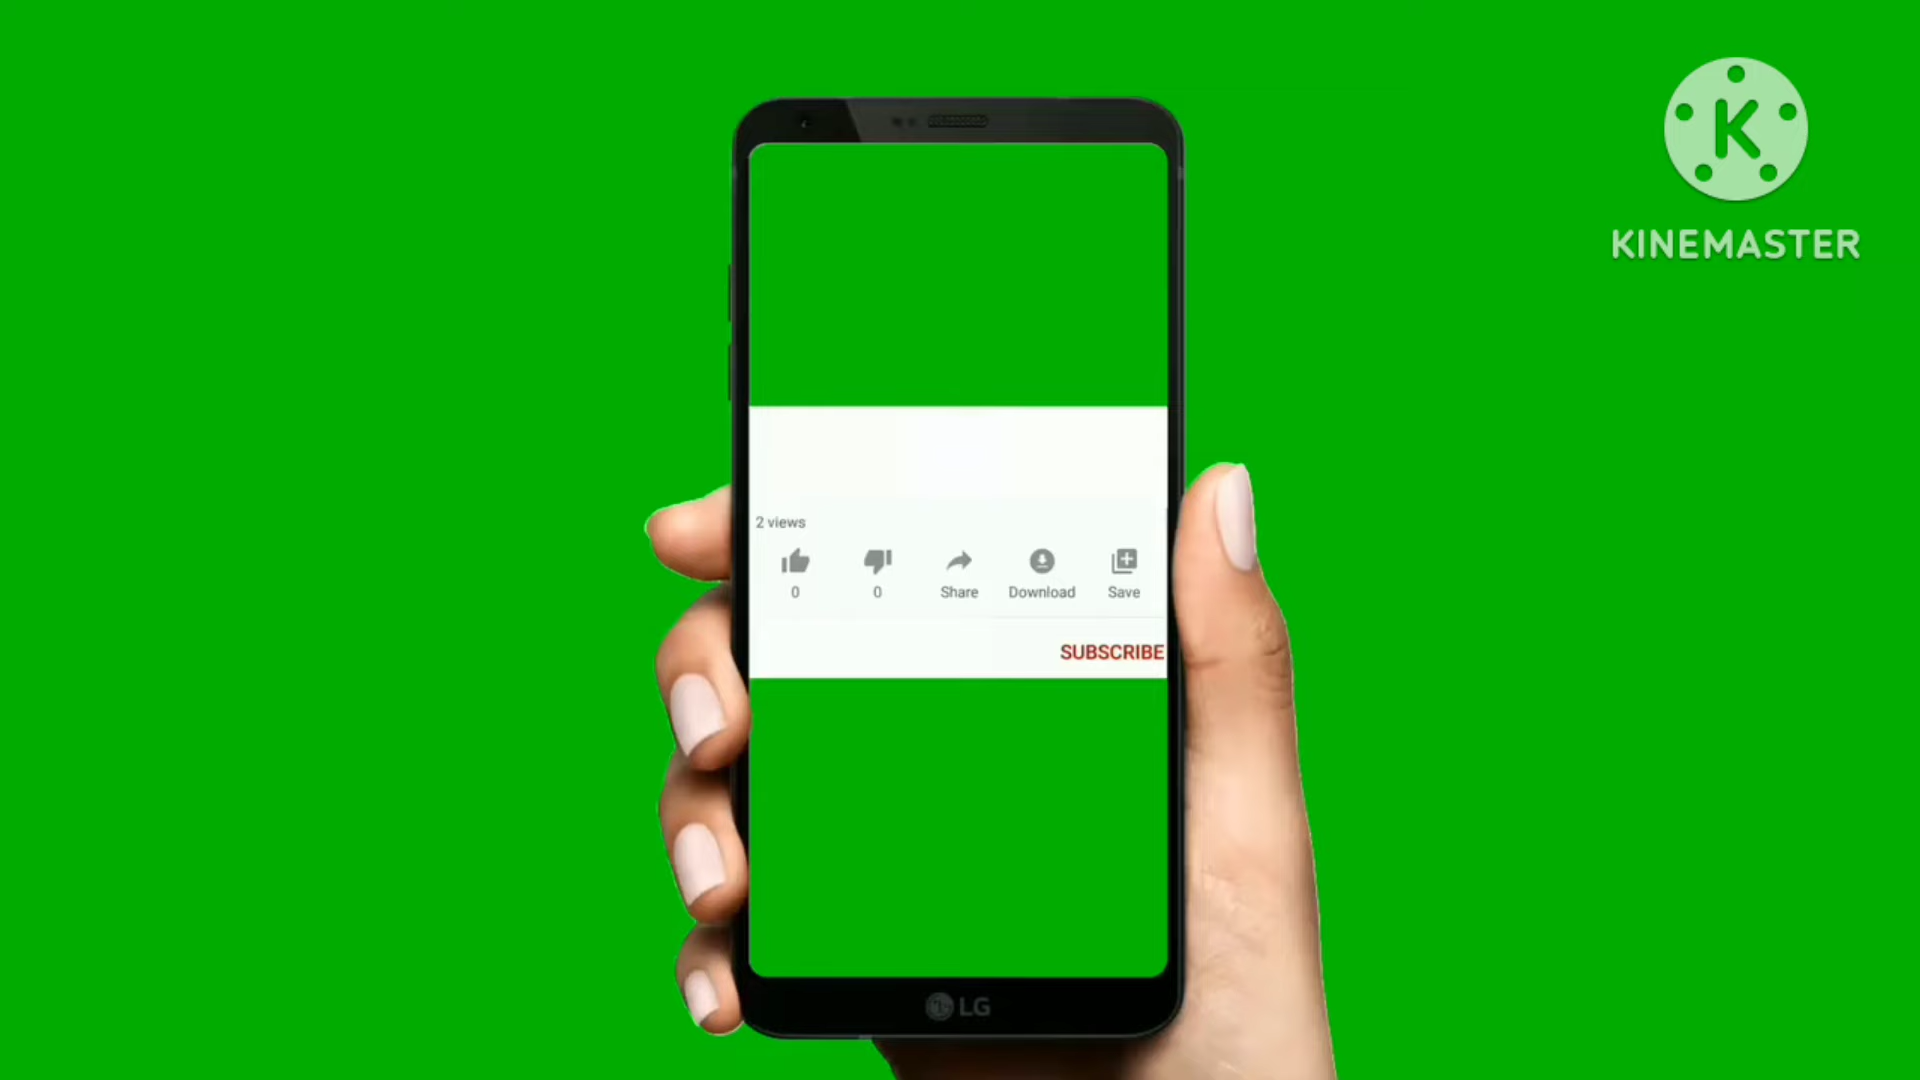 K
KINEMASTER
2 views
0 0 Share Download Save
SUBSCRIBE
LG